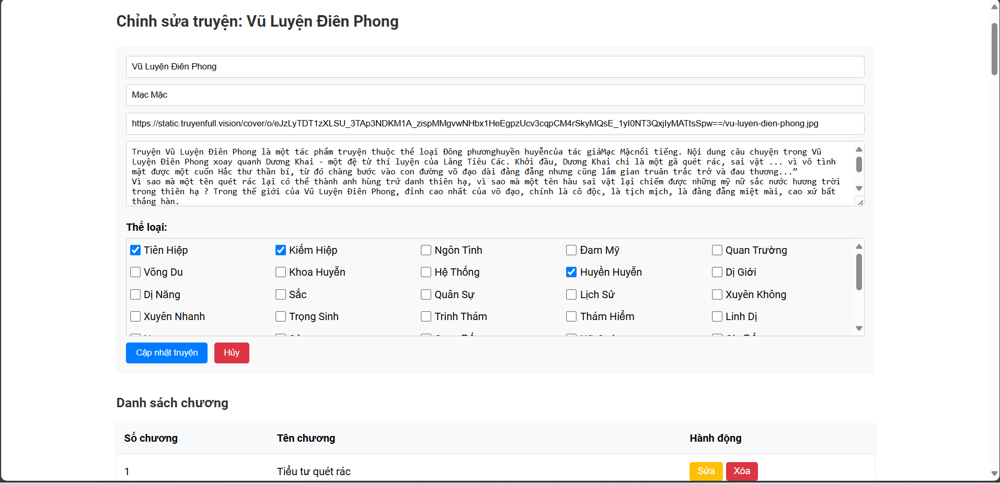 Chỉnh sửa truyện: Vũ Luyện Điên Phong
Vũ Luyện Điên Phong
Mạc Mặc
https://static.truyenfull.vision/cover/o/eJzLyTDT1zXLSU_3TAp3NDKM1A_zispMMgvwNHbx1HeEgpzUcv3cqpCM4rSkyMQsE_1yI0NT3QxjIyMATtsSpw==/vu-luyen-dien-phong.jpg
Truyện Vũ Luyện Điên Phong là một tác phẩm truyện thuộc thể loại Đông phươnghuyền huyễncủa tác giảMạc Mặcnổi tiếng. Nội dung câu chuyện trong Vũ
Luyện Điên Phong xoay quanh Dương Khai - một đệ tử thí luyện của Lăng Tiêu Các. Khởi đầu, Dương Khai chỉ là một gã quét rác, sai vặt ... vì vô tình
mặt được một cuốn Hắc thư thần bí, từ đó chàng bước vào con đường võ đạo dài đằng đẵng nhưng cũng lắm gian truân trắc trở và đau thương...”
Vì sao mà một tên quét rác lại có thể thành anh hùng trứ danh thiên hạ, vì sao mà một tên hàu sai vặt lại chiếm được những mỹ nữ sắc nước hương trời
trong thiên hạ ? Trong thế giới của Vũ Luyện Điên Phong, đỉnh cao nhất của võ đạo, chính là cô độc, là tịch mịch, là đằng đẵng miệt mài, cao xứ bất
thắng hàn.
Thể loại:
Tiên Hiệp Kiếm Hiệp Ngôn Tình Đam Mỹ Quan Trường
Võng Du Khoa Huyễn Hệ Thống Huyền Huyễn Dị Giới
Dị Năng Sắc Quân Sự Lịch Sử Xuyên Không
Xuyên Nhanh Trọng Sinh Trinh Thám Thám Hiểm Linh Dị
Cập nhật truyện Hủy
Danh sách chương
Số chương Tên chương Hành động
1 Tiểu tư quét rác Sửa Xóa